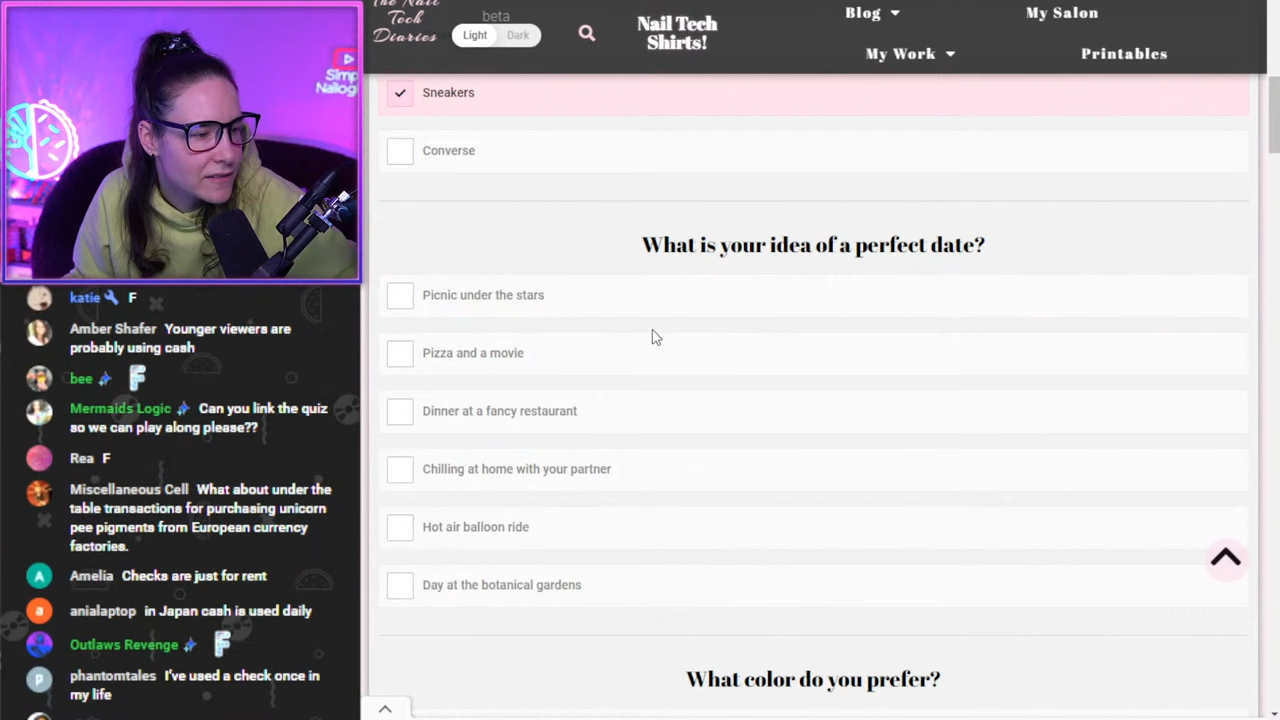 The Nail
Tech
Diaries
beta
Light Dark
Nail Tech
Shirts!
Blog
My Salon
My Work
Printables
Simp
Nailog
Sneakers
Converse
What is your idea of a perfect date?
Picnic under the stars
Pizza and a movie
Dinner at a fancy restaurant
Chilling at home with your partner
Hot air balloon ride
Day at the botanical gardens
What color do you prefer?
katie F
Amber Shafer Younger viewers are
probably using cash
bee F
Mermaids Logic Can you link the quiz
so we can play along please??
Rea F
Miscellaneous Cell What about under the
table transactions for purchasing unicorn
pee pigments from European currency
factories.
A Amelia Checks are just for rent
a anialaptop in Japan cash is used daily
Outlaws Revenge F
p phantomtales I've used a check once in
my life